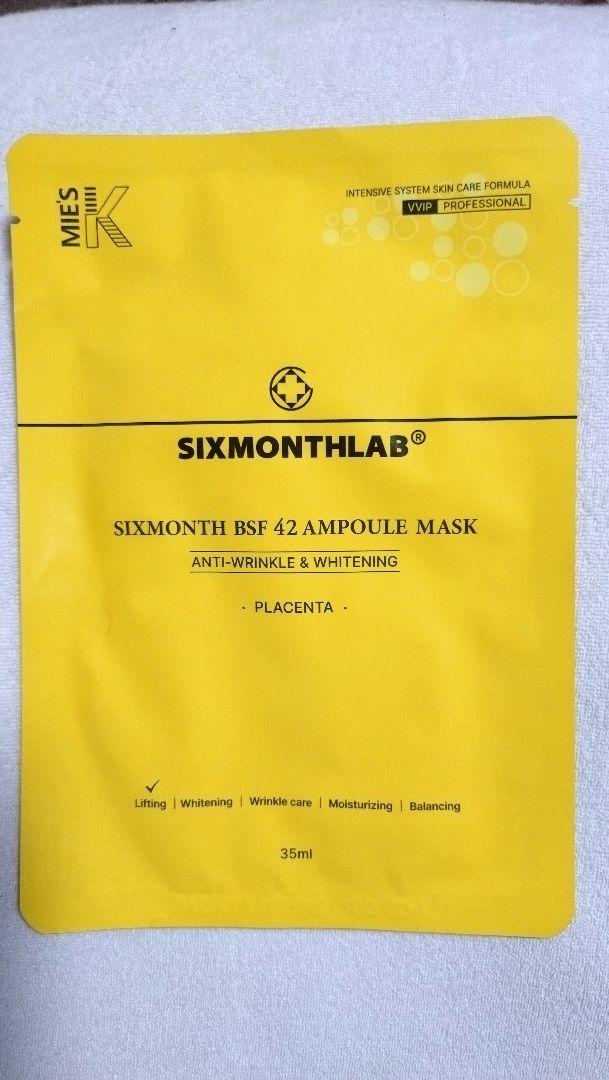 MIE'S
K
INTENSIVE SYSTEM SKIN CARE FORMULA
VVIP PROFESSIONAL
SIXMONTHLAB®
SIXMONTH BSF 42 AMPOULE MASK
ANTI-WRINKLE & WHITENING
· PLACENTA ·
✓
Lifting | Whitening | Wrinkle care | Moisturizing | Balancing
35ml